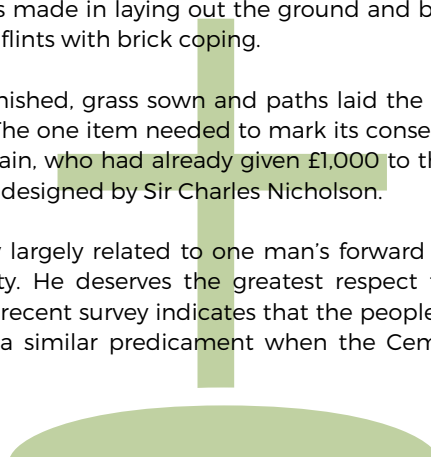 s made in laying out the ground and b
flints with brick coping.
nished, grass sown and paths laid the
The one item needed to mark its conse
ain, who had already given £1,000 to th
designed by Sir Charles Nicholson.
largely related to one man's forward
ty. He deserves the greatest respect
recent survey indicates that the people
a similar predicament when the Cem